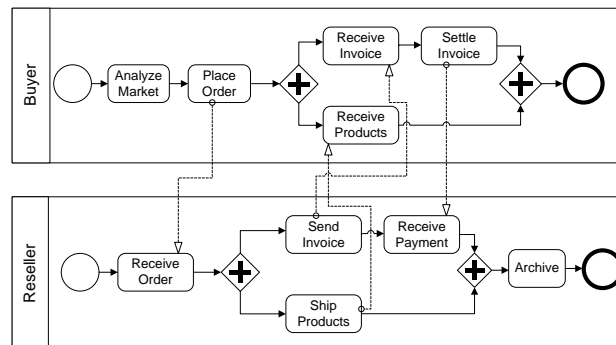 Buyer
Analyze
Market
Place
Order
Receive
Invoice
Settle
Invoice
Receive
Products
Reseller
Receive
Order
Send
Invoice
Receive
Payment
Ship
Products
Archive